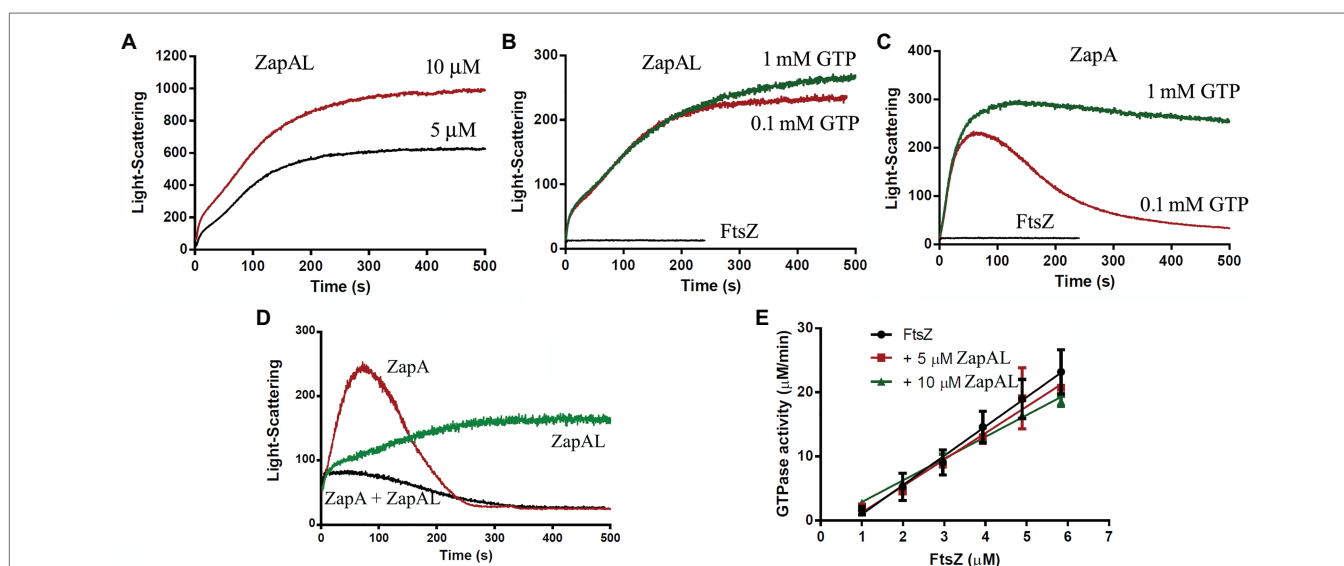 A
ZapAL
10 µM
5 µM
Light-Scattering
1200
1000
800
600
400
200
0
0 100 200 300 400 500
Time (s)
B
ZapAL
1 mM GTP
0.1 mM GTP
FtsZ
Light-Scattering
300
200
100
0
0 100 200 300 400 500
Time (s)
C
ZapA
1 mM GTP
0.1 mM GTP
FtsZ
Light-Scattering
400
300
200
100
0
0 100 200 300 400 500
Time (s)
D
ZapA
ZapAL
ZapA + ZapAL
Light-Scattering
300
200
100
0
0 100 200 300 400 500
Time (s)
E
FtsZ
+ 5 µM ZapAL
+ 10 µM ZapAL
GTPase activity (µM/min)
30
20
10
0
0 1 2 3 4 5 6 7
FtsZ (µM)